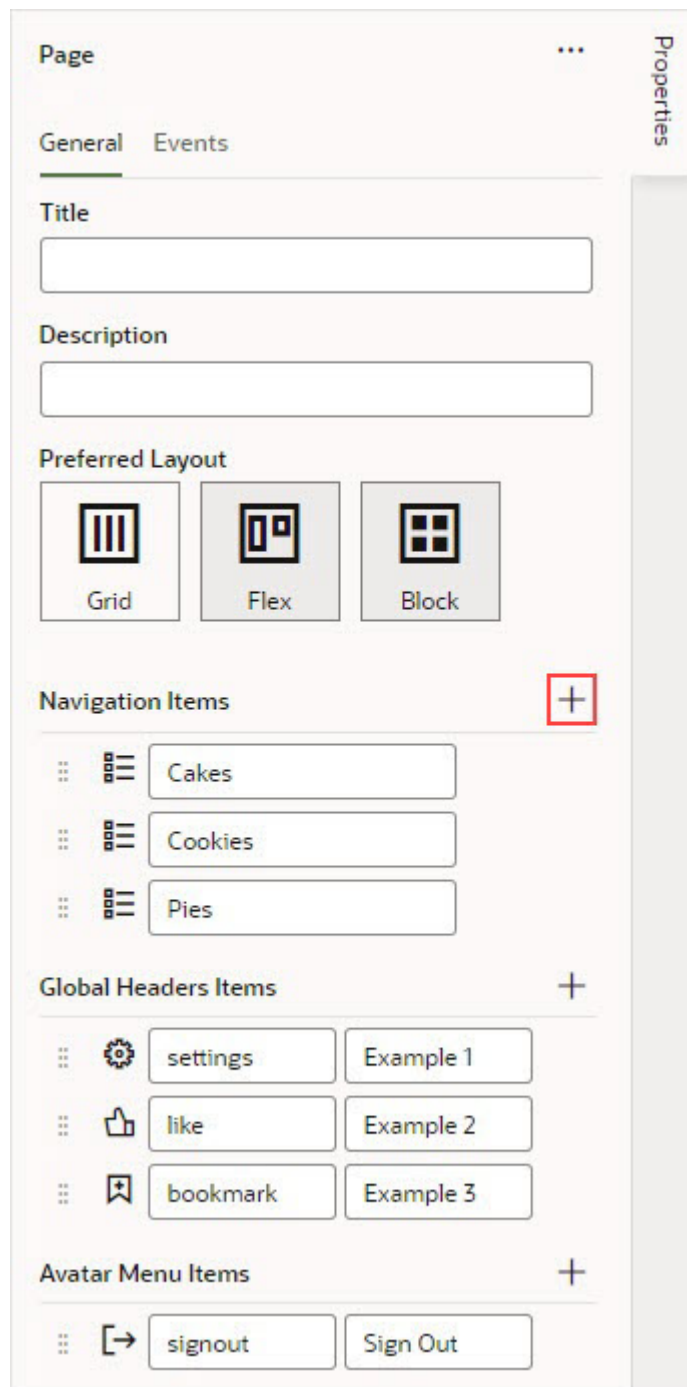 Page
Properties
General Events
Title
Description
Preferred Layout
Grid Flex Block
Navigation Items
Cakes
Cookies
Pies
Global Headers Items
settings Example 1
like Example 2
bookmark Example 3
Avatar Menu Items
signout Sign Out